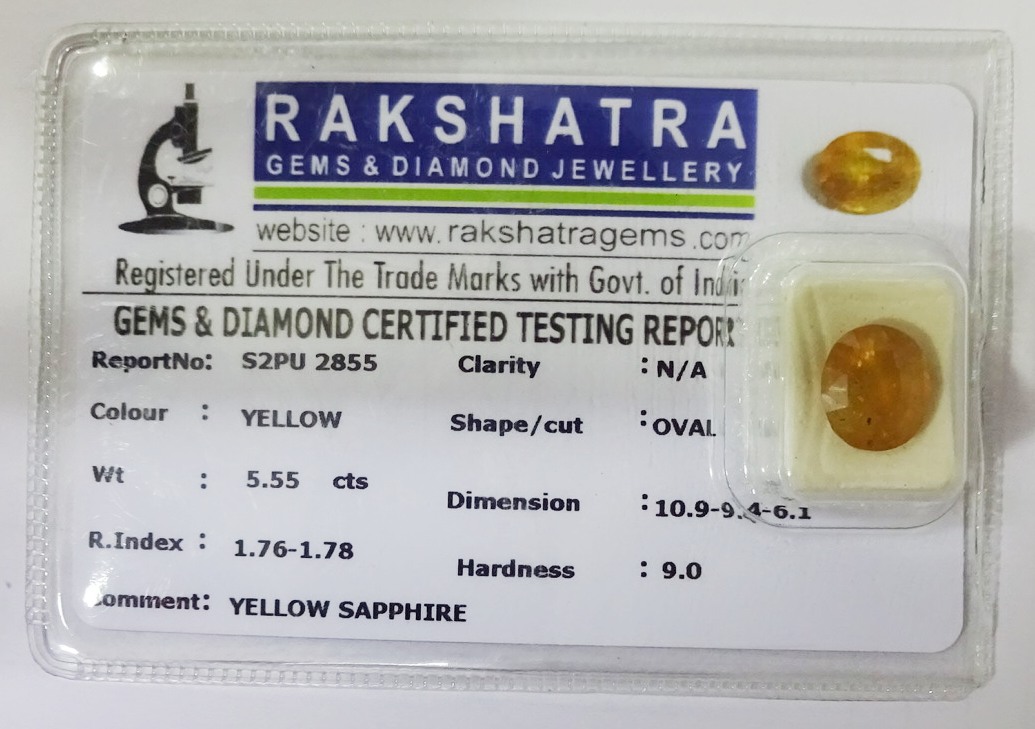 RAKSHATRA
GEMS & DIAMOND JEWELLERY
website : www.rakshatragems.com
Registered Under The Trade Marks with Govt. of India
GEMS & DIAMOND CERTIFIED TESTING REPORT
ReportNo: S2PU 2855 Clarity : N/A
Colour : YELLOW Shape/cut : OVAL
Wt : 5.55 cts Dimension : 10.9-9.4-6.1
R.Index : 1.76-1.78 Hardness : 9.0
Comment: YELLOW SAPPHIRE